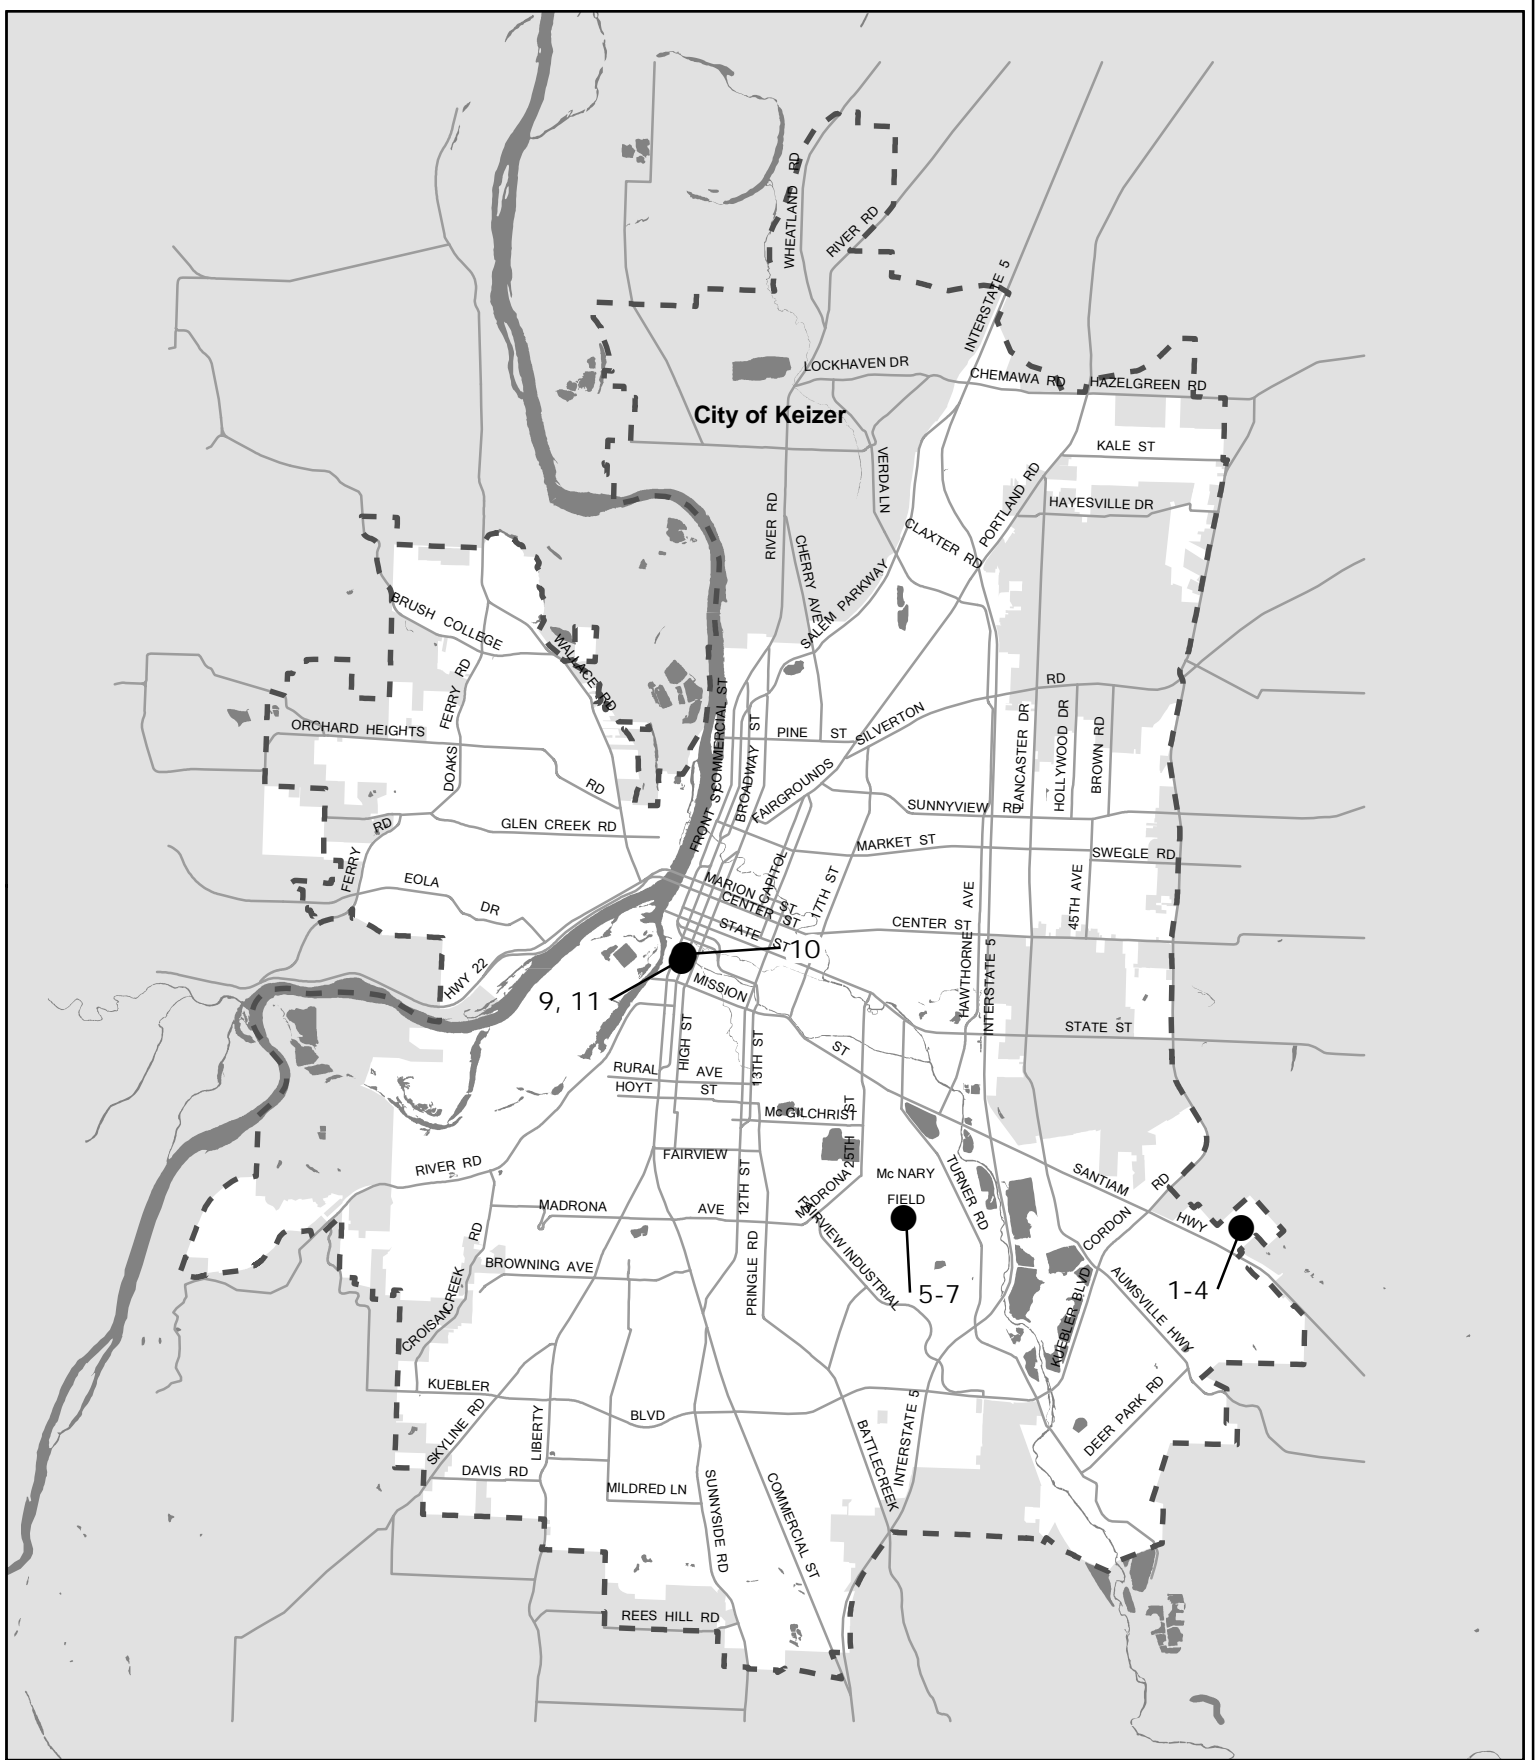 WHEATLAND RD
RIVER RD
INTERSTATE 5
LOCKHAVEN DR
CHEMAWA RD
HAZELGREEN RD
City of Keizer
KALE ST
VERDA LN
PORTLAND RD
HAYESVILLE DR
RIVER RD
CHERRY AVE
CLAXTER RD
SALEM PARKWAY
BRUSH COLLEGE
WALLACE RD
FERRY RD
DOAKS
ORCHARD HEIGHTS
RD
COMMERCIAL ST
FRONT ST
BROADWAY ST
PINE ST
SILVERTON
RD
FAIRGROUNDS
LANCASTER DR
HOLLYWOOD DR
BROWN RD
SUNNYVIEW RD
GLEN CREEK RD
RD
FERRY
MARKET ST
SWEGLE RD
EOLA
DR
MARION ST
CAPITOL
CENTER ST
17TH ST
STATE ST
CENTER ST
45TH AVE
HAWTHORNE AVE
INTERSTATE 5
10
9, 11
MISSION
ST
HWY 22
STATE ST
HIGH ST
13TH ST
RURAL AVE
HOYT ST
Mc GILCHRIST
25TH ST
RIVER RD
FAIRVIEW
12TH ST
MADRONA
Mc NARY
FIELD
TURNER RD
SANTIAM
HWY
CORDON RD
MADRONA AVE
FAIRVIEW INDUSTRIAL
5-7
1-4
CROISAN CREEK RD
BROWNING AVE
PRINGLE RD
KUEBLER BLVD
AUMSVILLE HWY
KUEBLER
BLVD
SKYLINE RD
LIBERTY
DEER PARK RD
INTERSTATE 5
BATTLECREEK
DAVIS RD
MILDRED LN
SUNNYSIDE RD
COMMERCIAL ST
REES HILL RD